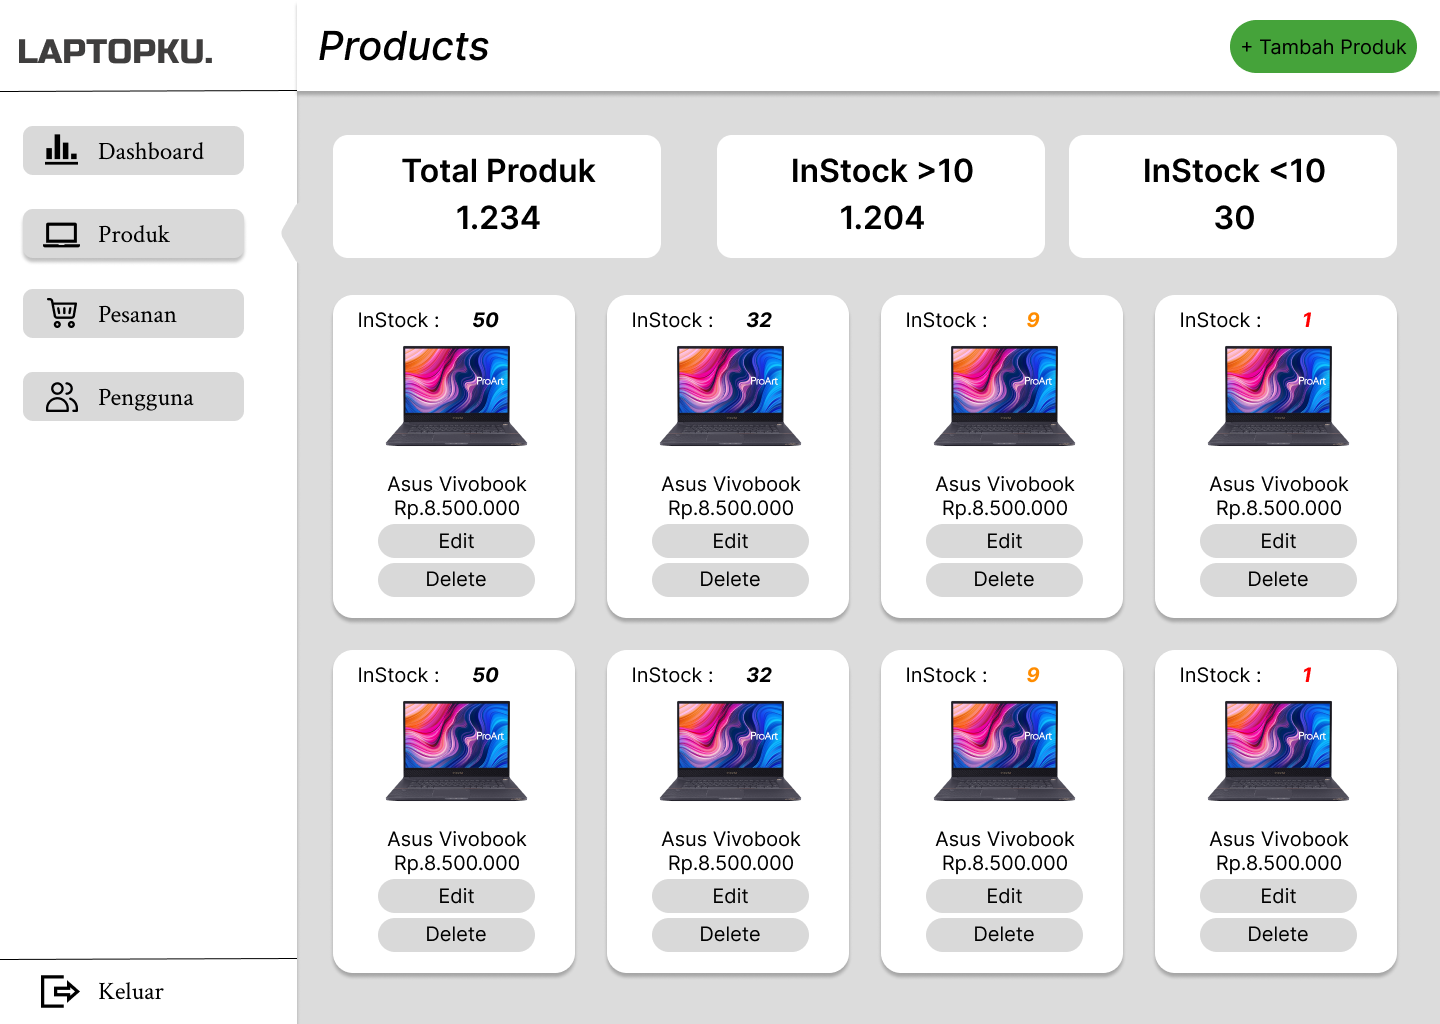 LAPTOPKU.
Products
+ Tambah Produk
Dashboard
Produk
Pesanan
Pengguna
Keluar
Total Produk
1.234
InStock >10
1.204
InStock <10
30
InStock : 50
ProArt
Asus Vivobook
Rp.8.500.000
Edit
Delete
InStock : 32
ProArt
Asus Vivobook
Rp.8.500.000
Edit
Delete
InStock : 9
ProArt
Asus Vivobook
Rp.8.500.000
Edit
Delete
InStock : 1
ProArt
Asus Vivobook
Rp.8.500.000
Edit
Delete
InStock : 50
ProArt
Asus Vivobook
Rp.8.500.000
Edit
Delete
InStock : 32
ProArt
Asus Vivobook
Rp.8.500.000
Edit
Delete
InStock : 9
ProArt
Asus Vivobook
Rp.8.500.000
Edit
Delete
InStock : 1
ProArt
Asus Vivobook
Rp.8.500.000
Edit
Delete